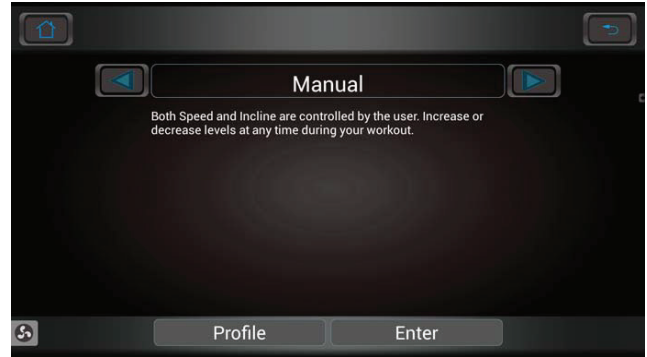 Manual
Both Speed and Incline are controlled by the user. Increase or
decrease levels at any time during your workout.
Profile
Enter